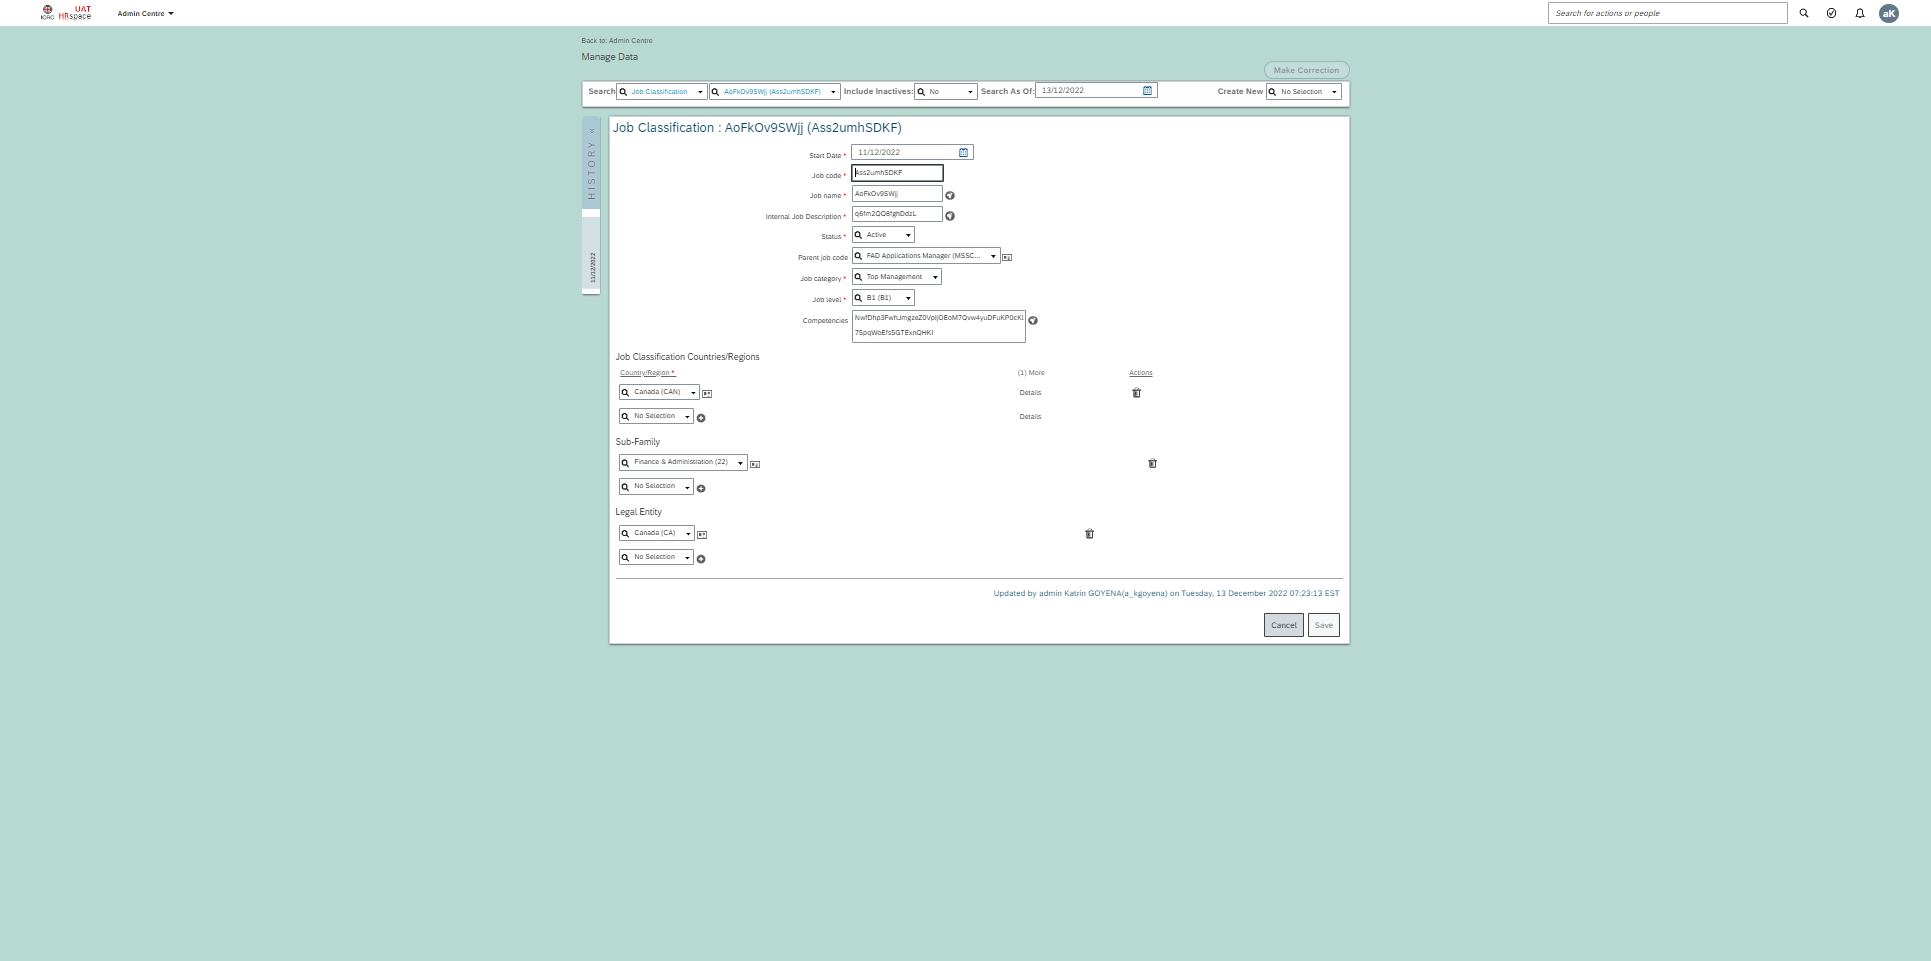 ICRC
UAT
HRspace
Admin Centre
Search for actions or people
aK
Back to: Admin Centre
Manage Data
Make Correction
Search Job Classification AoFkOv9SWjj (Ass2umhSDKF) Include Inactives: No Search As Of: 13/12/2022 Create New No Selection
HISTORY
11/12/2022
Job Classification : AoFkOv9SWjj (Ass2umhSDKF)
Start Date * 11/12/2022
Job code * Ass2umhSDKF
Job name * AoFkOv9SWjj
Internal Job Description * q6fm2QQ8fghDdzL
Status * Active
Parent job code FAD Applications Manager (MSSC...
Job category * Top Management
Job level * B1 (B1)
Competencies
75pqWoEfs5GTExnQHKI
Job Classification Countries/Regions
Country/Region * (1) More Actions
Canada (CAN) Details
No Selection Details
Sub-Family
Finance & Administration (22)
No Selection
Legal Entity
Canada (CA)
No Selection
Updated by admin Katrin GOYENA(a_kgoyena) on Tuesday, 13 December 2022 07:23:13 EST
Cancel Save